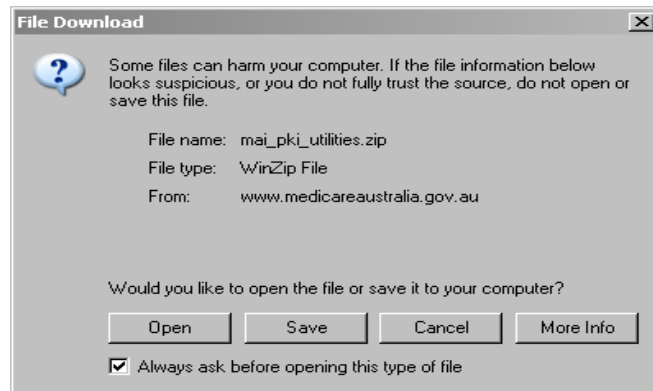 File Download
Some files can harm your computer. If the file information below
looks suspicious, or you do not fully trust the source, do not open or
save this file.
File name: mai_pki_utilities.zip
File type: WinZip File
From: www.medicareaustralia.gov.au
Would you like to open the file or save it to your computer?
Open Save Cancel More Info
Always ask before opening this type of file